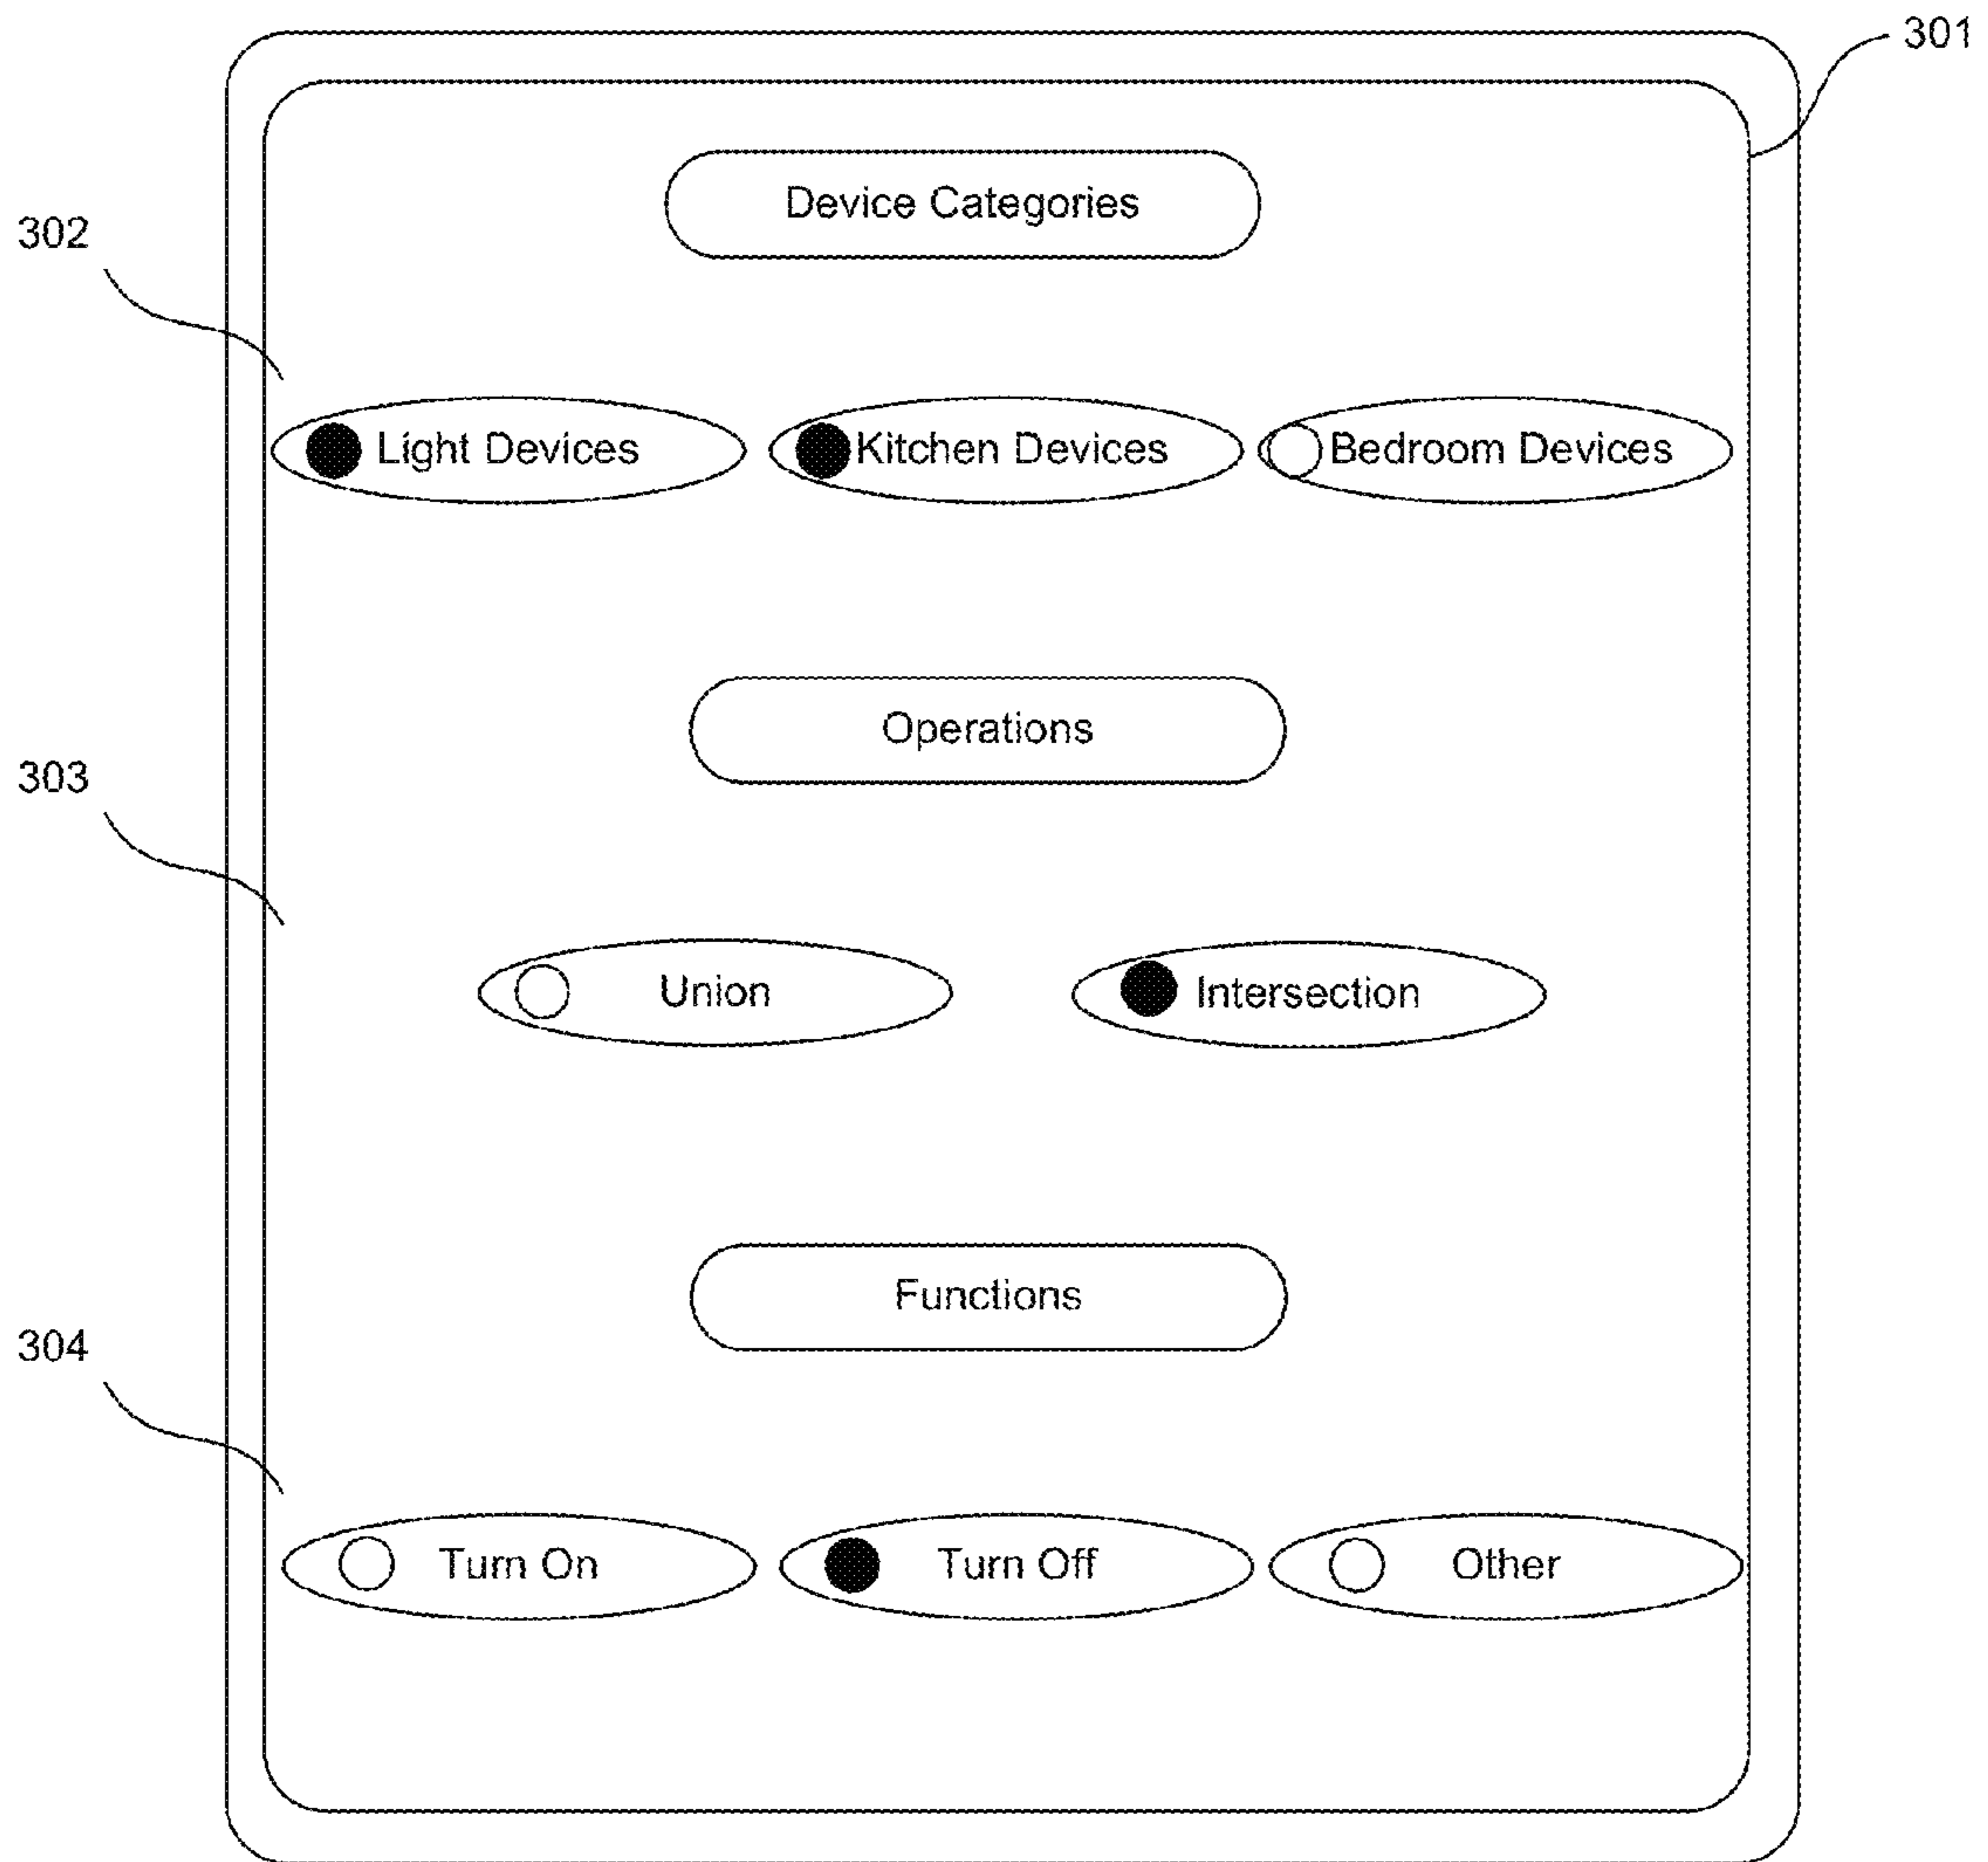 301
Device Categories
302
Light Devices Kitchen Devices Bedroom Devices
Operations
303
Union Intersection
Functions
304
Turn On Turn Off Other